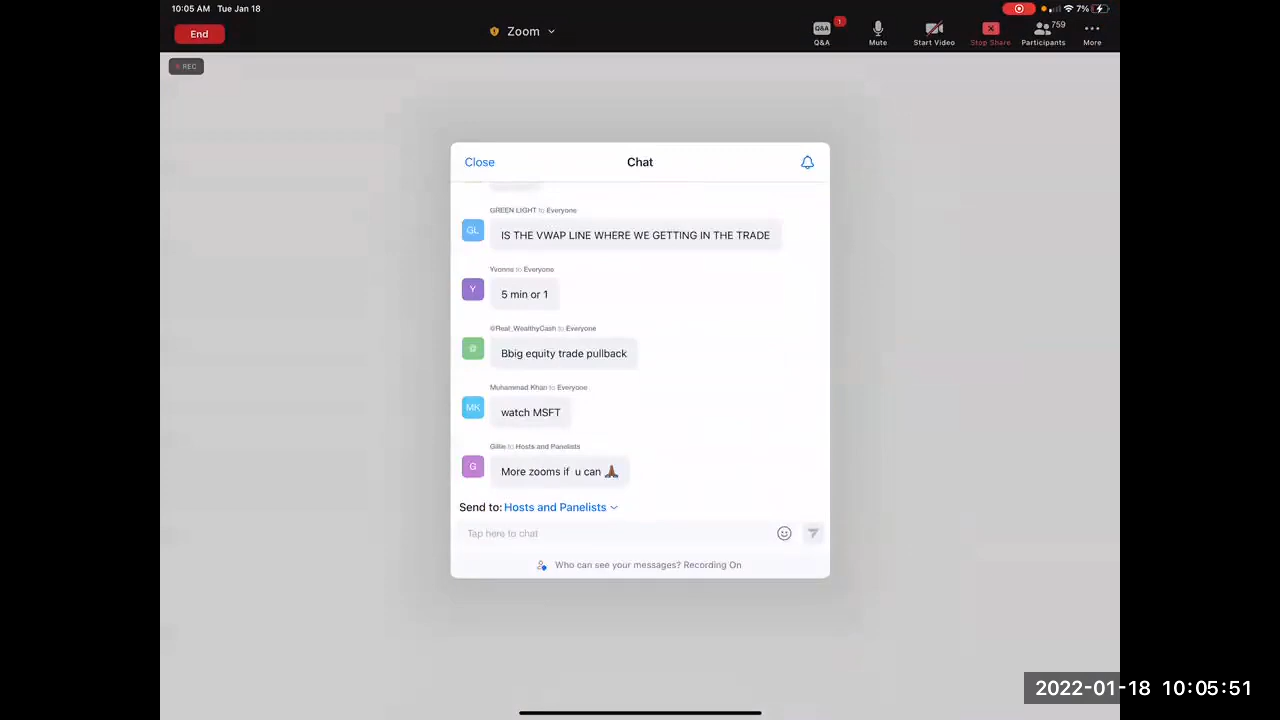 10:05 AM Tue Jan 18
7%
End
Zoom
Q&A
1
Q&A
Mute
Start Video
Stop Share
759
Participants
More
REC
Close
Chat
GREEN LIGHT to Everyone
GL
IS THE VWAP LINE WHERE WE GETTING IN THE TRADE
Yvonne to Everyone
Y
5 min or 1
@Real_WealthyCash to Everyone
@
Bbig equity trade pullback
Muhammad Khan to Everyone
MK
watch MSFT
Gillie to Hosts and Panelists
G
More zooms if u can 🙏🏾
Send to: Hosts and Panelists
Tap here to chat
Who can see your messages? Recording On
2022-01-18 10:05:51